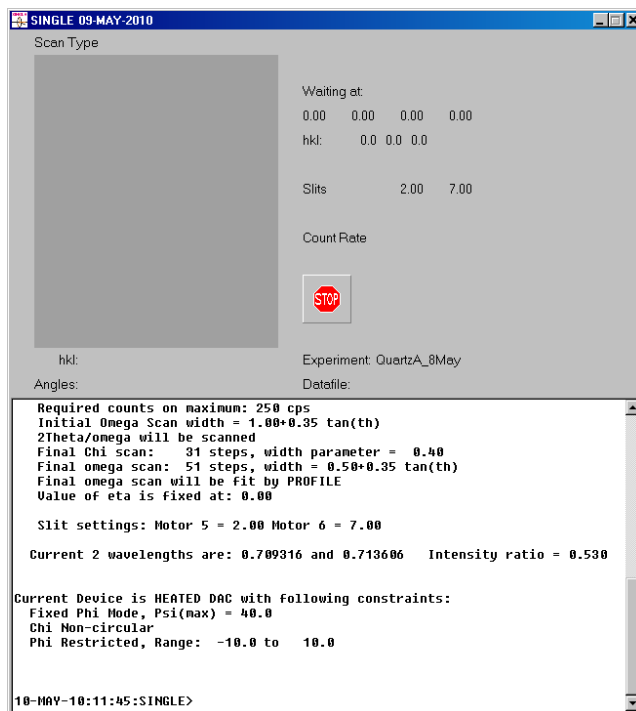 SINGLE 09-MAY-2010
Scan Type
Waiting at:
0.00 0.00 0.00 0.00
hkl: 0.0 0.0 0.0
Slits 2.00 7.00
Count Rate
STOP
hkl: Experiment: QuartzA_8May
Angles: Datafile:
Required counts on maximum: 250 cps
Initial Omega Scan width = 1.00+0.35 tan(th)
2Theta/omega will be scanned
Final Chi scan: 31 steps, width parameter = 0.40
Final omega scan: 51 steps, width = 0.50+0.35 tan(th)
Final omega scan will be fit by PROFILE
Value of eta is fixed at: 0.00
Slit settings: Motor 5 = 2.00 Motor 6 = 7.00
Current 2 wavelengths are: 0.709316 and 0.713606 Intensity ratio = 0.530
Current Device is HEATED DAC with following constraints:
Fixed Phi Mode, Psi(max) = 40.0
Chi Non-circular
Phi Restricted, Range: -10.0 to 10.0
10-MAY-10:11:45:SINGLE>